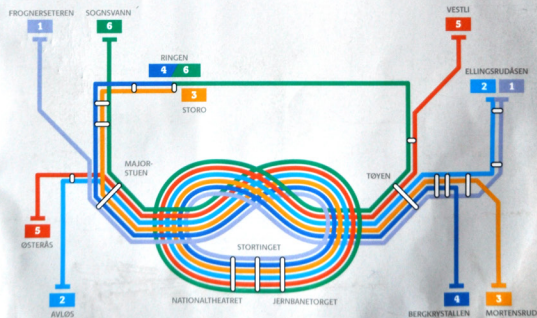 FROGNERSETEREN
1
SOGNSVANN
6
VESTLI
5
RINGEN
4 6
3
STORO
ELLINGSRUDÅSEN
2 1
MAJOR-
STUEN
TØYEN
5
ØSTERÅS
STORTINGET
2
AVLØS
NATIONALTHEATRET
JERNBANETORGET
4
BERGKRYSTALLEN
3
MORTENSRUD